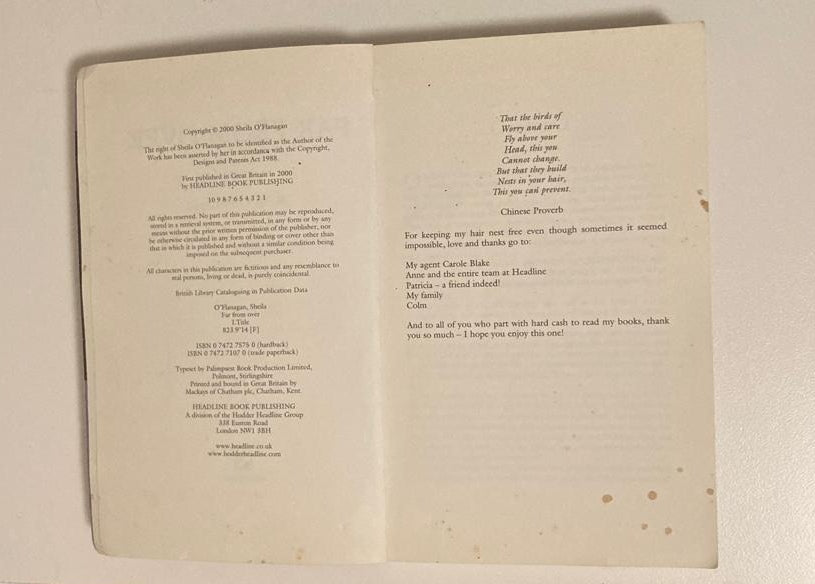 Copyright © 2000 Sheila O'Flanagan
The right of Sheila O'Flanagan to be identified as the Author of the
Work has been asserted by her in accordance with the Copyright,
Designs and Patents Act 1988.
First published in Great Britain in 2000
by HEADLINE BOOK PUBLISHING
10 9 8 7 6 5 4 3 2 1
All rights reserved. No part of this publication may be reproduced,
stored in a retrieval system, or transmitted, in any form or by any
means without the prior written permission of the publisher, nor
be otherwise circulated in any form of binding or cover other than
that in which it is published and without a similar condition being
imposed on the subsequent purchaser.
All characters in this publication are fictitious and any resemblance to
real persons, living or dead, is purely coincidental.
British Library Cataloguing in Publication Data
O'Flanagan, Sheila
Far from over
I.Title
823.9'14 [F]
ISBN 0 7472 7575 0 (hardback)
ISBN 0 7472 7107 0 (trade paperback)
Typeset by Palimpsest Book Production Limited,
Polmont, Stirlingshire
Printed and bound in Great Britain by
Mackays of Chatham plc, Chatham, Kent.
HEADLINE BOOK PUBLISHING
A division of the Hodder Headline Group
338 Euston Road
London NW1 3BH
www.headline.co.uk
www.hodderheadline.com
That the birds of
Worry and care
Fly above your
Head, this you
Cannot change.
But that they build
Nests in your hair,
This you can prevent.
Chinese Proverb
For keeping my hair nest free even though sometimes it seemed
impossible, love and thanks go to:
My agent Carole Blake
Anne and the entire team at Headline
Patricia – a friend indeed!
My family
Colm
And to all of you who part with hard cash to read my books, thank
you so much – I hope you enjoy this one!